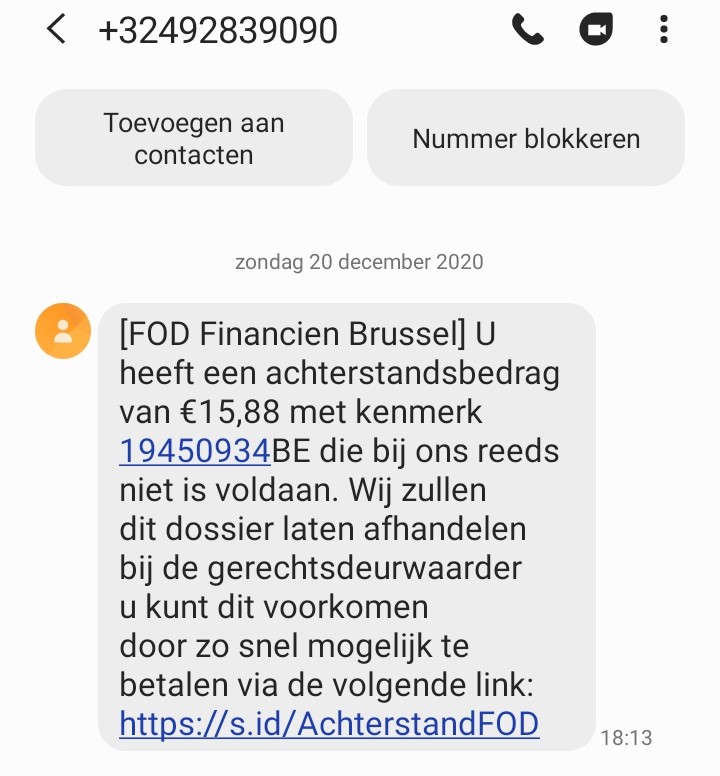 +32492839090
Toevoegen aan
contacten
Nummer blokkeren
zondag 20 december 2020
[FOD Financien Brussel] U
heeft een achterstandsbedrag
van €15,88 met kenmerk
19450934BE die bij ons reeds
niet is voldaan. Wij zullen
dit dossier laten afhandelen
bij de gerechtsdeurwaarder
u kunt dit voorkomen
door zo snel mogelijk te
betalen via de volgende link:
https://s.id/AchterstandFOD
18:13